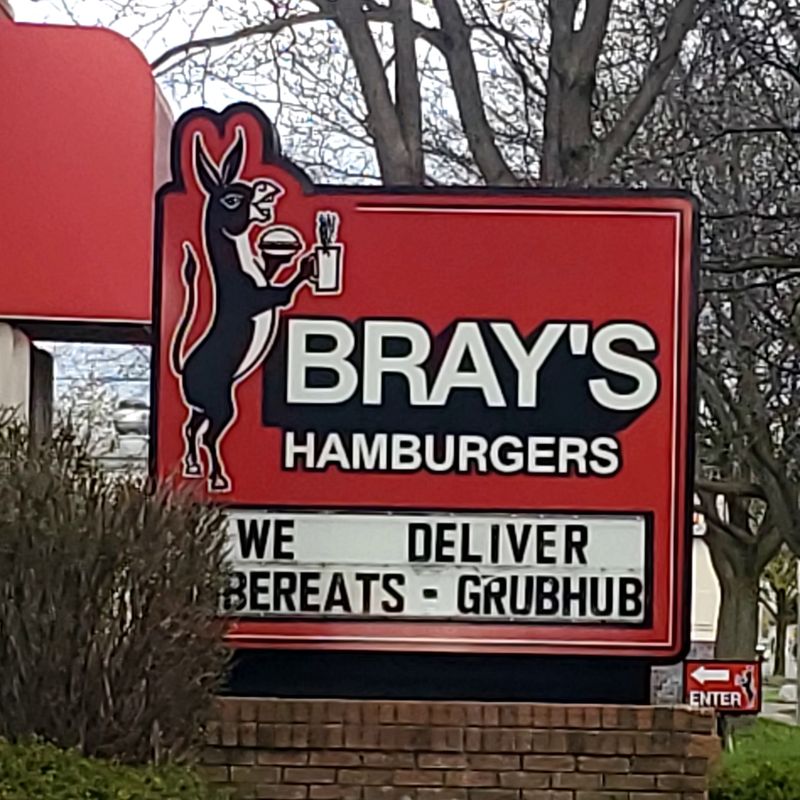 BRAY'S
HAMBURGERS
WE DELIVER
BEREATS - GRUBHUB
ENTER